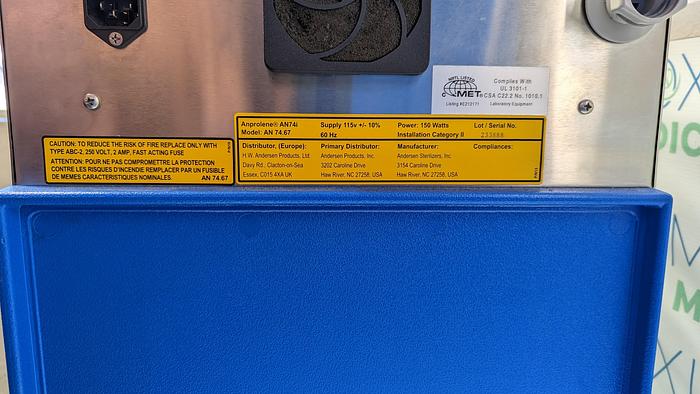 NRTL LISTED
MET®
Listing #E212171
Complies With
UL 3101-1
CSA C22.2 No. 1010.1
Laboratory Equipment
Anprolene® AN74i
Model: AN 74.67
Supply 115v +/- 10%
60 Hz
Power: 150 Watts
Installation Category II
Lot / Serial No.
233888
Distributor, (Europe):
H.W. Andersen Products, Ltd
Davy Rd.; Clacton-on-Sea
Essex, C015 4XA UK
Primary Distributor:
Andersen Products, Inc.
3202 Caroline Drive
Haw River, NC 27258, USA
Manufacturer:
Andersen Sterilizers, Inc.
3154 Caroline Drive
Haw River, NC 27258, USA
Compliances:
CAUTION: TO REDUCE THE RISK OF FIRE REPLACE ONLY WITH
TYPE ABC-2, 250 VOLT, 2 AMP, FAST ACTING FUSE
ATTENTION: POUR NE PAS COMPROMETTRE LA PROTECTION
CONTRE LES RISQUES D'INCENDIE REMPLACER PAR UN FUSIBLE
DE MEMES CARACTERISTIQUES NOMINALES. AN 74.67